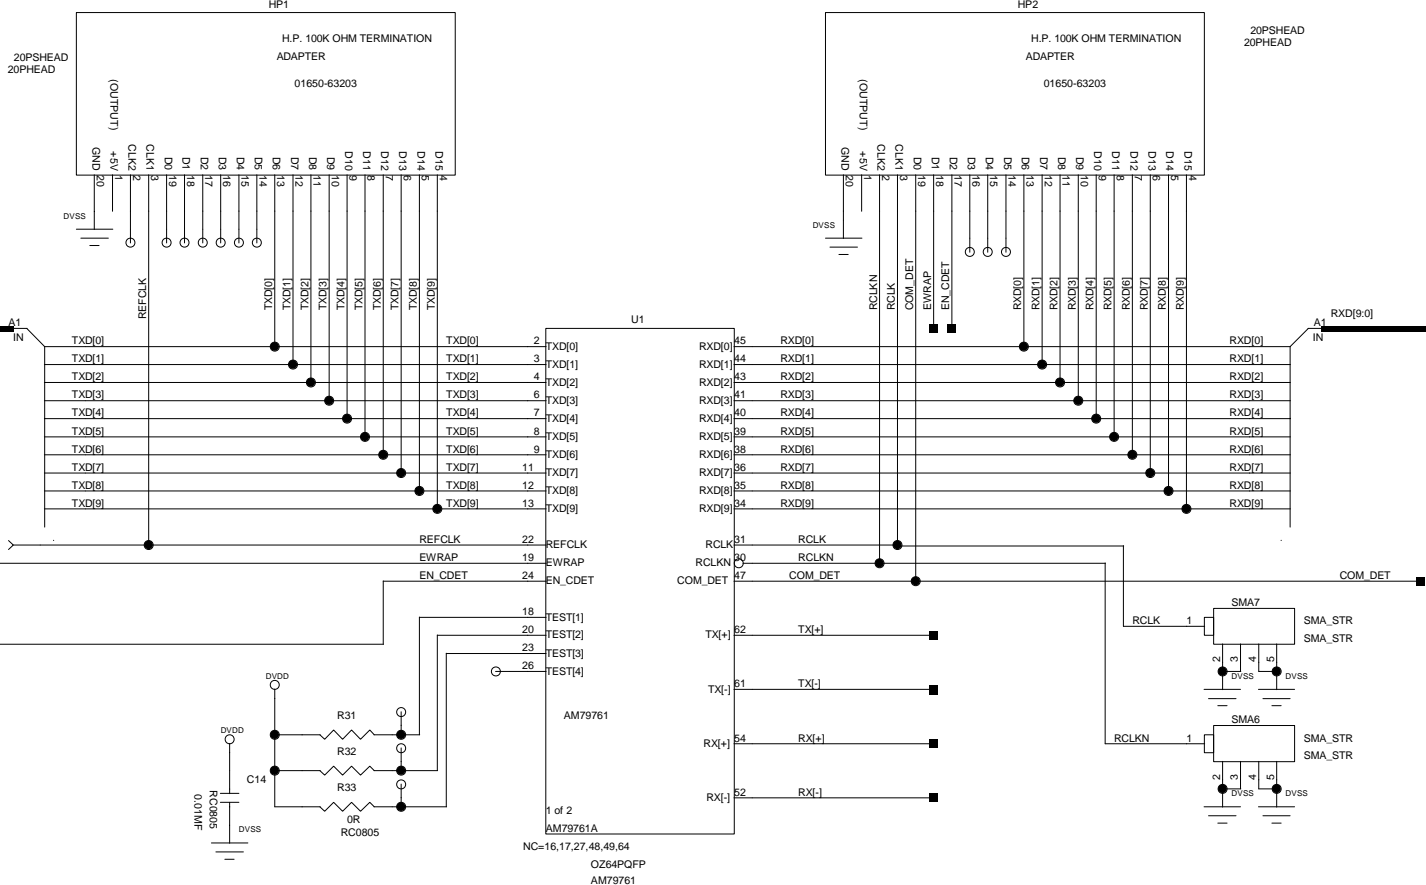 HP1
H.P. 100K OHM TERMINATION
ADAPTER
01650-63203
20PSHEAD
20PHEAD
(OUTPUT)
GND +5V CLK2 CLK1 D0 D1 D2 D3 D4 D5 D6 D7 D8 D9 D10 D11 D12 D13 D14 D15
20 1 2 3 19 18 17 16 15 14 13 12 11 10 9 8 7 6 5 4
DVSS
REFCLK
TXD[0] TXD[1] TXD[2] TXD[3] TXD[4] TXD[5] TXD[6] TXD[7] TXD[8] TXD[9]
HP2
H.P. 100K OHM TERMINATION
ADAPTER
01650-63203
20PSHEAD
20PHEAD
(OUTPUT)
GND +5V CLK2 CLK1 D0 D1 D2 D3 D4 D5 D6 D7 D8 D9 D10 D11 D12 D13 D14 D15
20 1 2 3 19 18 17 16 15 14 13 12 11 10 9 8 7 6 5 4
DVSS
RCLKN RCLK COM_DET EWRAP EN_CDET
RXD[0] RXD[1] RXD[2] RXD[3] RXD[4] RXD[5] RXD[6] RXD[7] RXD[8] RXD[9]
A1
IN
U1
A1
IN
RXD[9:0]
TXD[0] TXD[0] 2 TXD[0] RXD[0] 45 RXD[0] RXD[0]
TXD[1] TXD[1] 3 TXD[1] RXD[1] 44 RXD[1] RXD[1]
TXD[2] TXD[2] 4 TXD[2] RXD[2] 43 RXD[2] RXD[2]
TXD[3] TXD[3] 6 TXD[3] RXD[3] 41 RXD[3] RXD[3]
TXD[4] TXD[4] 7 TXD[4] RXD[4] 40 RXD[4] RXD[4]
TXD[5] TXD[5] 8 TXD[5] RXD[5] 39 RXD[5] RXD[5]
TXD[6] TXD[6] 9 TXD[6] RXD[6] 38 RXD[6] RXD[6]
TXD[7] TXD[7] 11 TXD[7] RXD[7] 36 RXD[7] RXD[7]
TXD[8] TXD[8] 12 TXD[8] RXD[8] 35 RXD[8] RXD[8]
TXD[9] TXD[9] 13 TXD[9] RXD[9] 34 RXD[9] RXD[9]
REFCLK 22 REFCLK RCLK 31 RCLK
EWRAP 19 EWRAP RCLKN 30 RCLKN
EN_CDET 24 EN_CDET COM_DET 47 COM_DET COM_DET
18 TEST[1]
20 TEST[2] TX[+] 62 TX[+]
23 TEST[3]
26 TEST[4]
TX[-] 61 TX[-]
RX[+] 54 RX[+]
RX[-] 52 RX[-]
AM79761
1 of 2
AM79761A
NC=16,17,27,48,49,64
OZ64PQFP
AM79761
DVDD
R31
R32
R33
0R
RC0805
DVDD
C14
RC0805
0.01MF
DVSS
SMA7
RCLK 1
SMA_STR
SMA_STR
2 3 4 5
DVSS DVSS
SMA6
RCLKN 1
SMA_STR
SMA_STR
2 3 4 5
DVSS DVSS